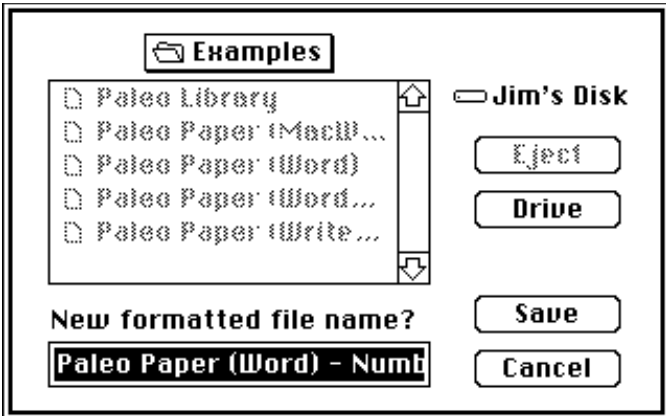 Examples
Paleo Library
Paleo Paper (MacW...
Paleo Paper (Word)
Paleo Paper (Word...
Paleo Paper (Write...
Jim's Disk
Eject
Drive
New formatted file name?
Paleo Paper (Word) - Numb
Save
Cancel